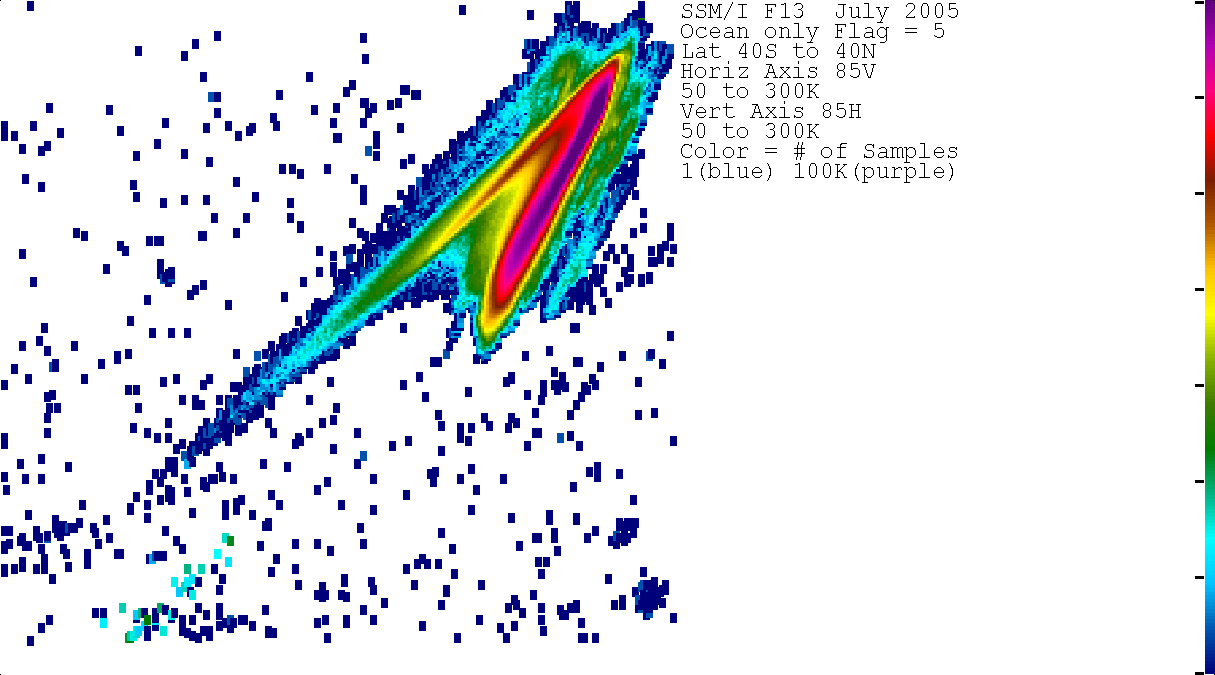 SSM/I F13  July 2005
Ocean only Flag = 5
Lat 40S to 40N
Horiz Axis 85V
50 to 300K
Vert Axis 85H
50 to 300K
Color = # of Samples
1(blue) 100K(purple)